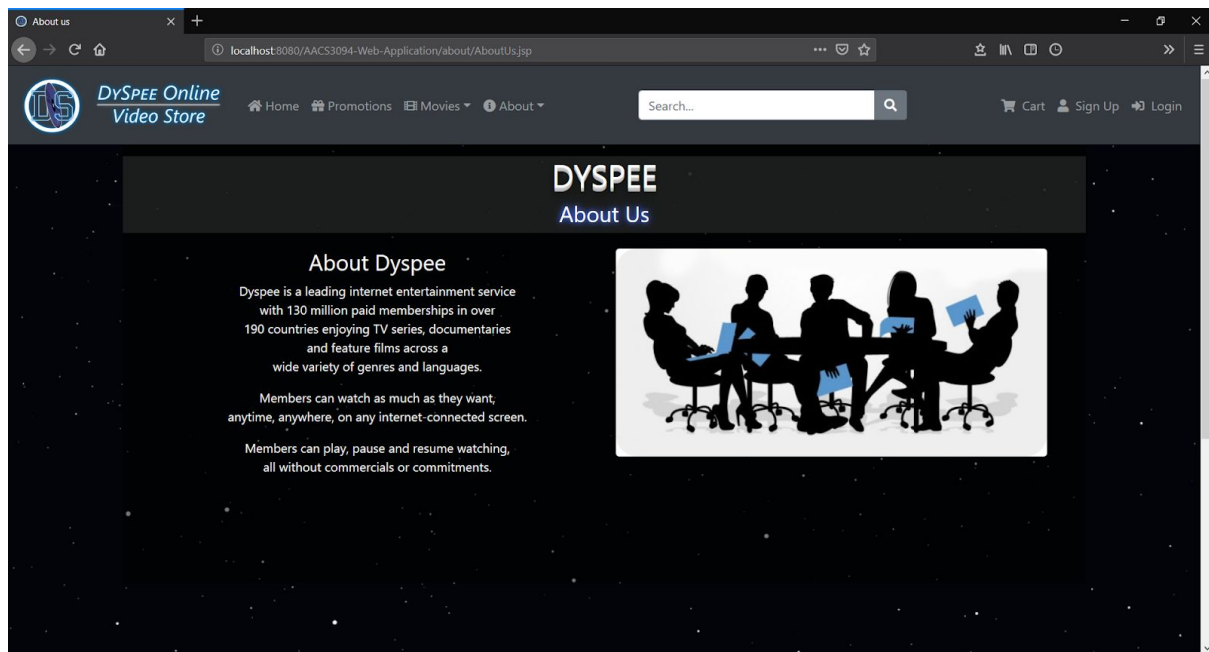 About us
localhost:8080/AACS3094-Web-Application/about/AboutUs.jsp
DS
DYSPEE Online
Video Store
Home Promotions Movies About
Search...
Cart Sign Up Login
DYSPEE
About Us
About Dyspee
Dyspee is a leading internet entertainment service
with 130 million paid memberships in over
190 countries enjoying TV series, documentaries
and feature films across a
wide variety of genres and languages.
Members can watch as much as they want,
anytime, anywhere, on any internet-connected screen.
Members can play, pause and resume watching,
all without commercials or commitments.